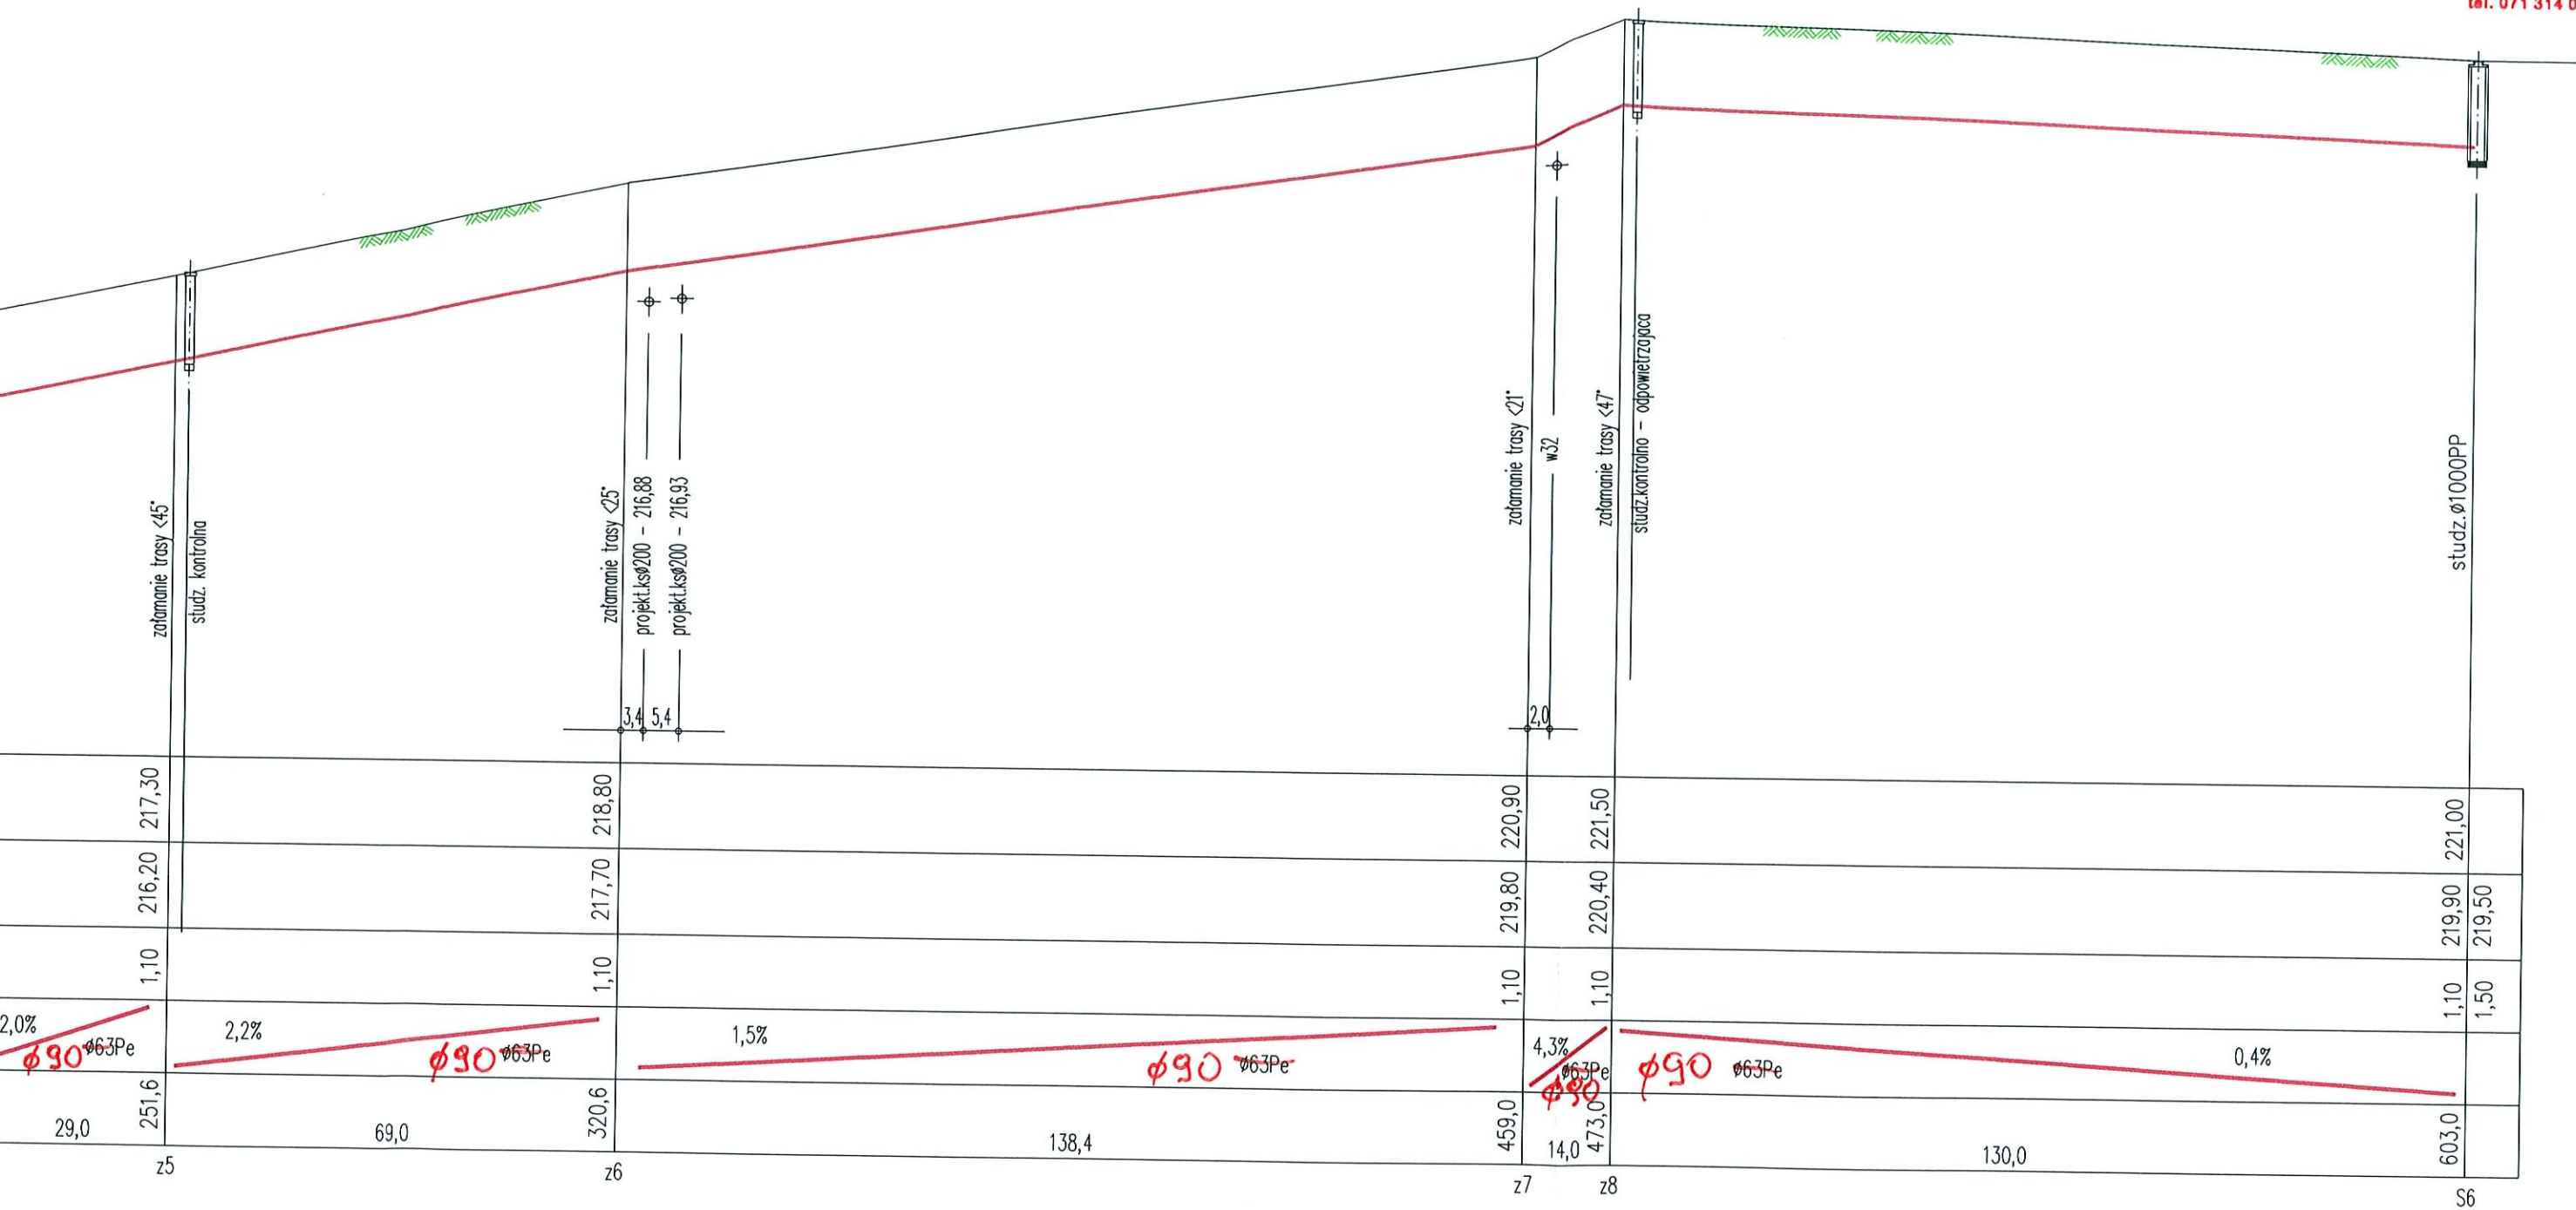 tel. 071 314 0
załamanie trasy <45°
studz. kontrolna
załamanie trasy <25°
projekt.ksø200 - 216,88
projekt.ksø200 - 216,93
załamanie trasy <21°
w32
załamanie trasy <47°
studz.kontrolno - odpowietrzająca
studz.ø1000PP
3,4 5,4 2,0
217,30 218,80 220,90 221,50 221,00
216,20 217,70 219,80 220,40 219,90 219,50
1,10 1,10 1,10 1,10 1,10 1,50
2,0% 2,2% 1,5% 4,3% 0,4%
ø90 ø63Pe ø90 ø63Pe ø90 ø63Pe ø63Pe ø90 ø90 ø63Pe
251,6 320,6 459,0 473,0 603,0
29,0 69,0 138,4 14,0 130,0
z5 z6 z7 z8 S6